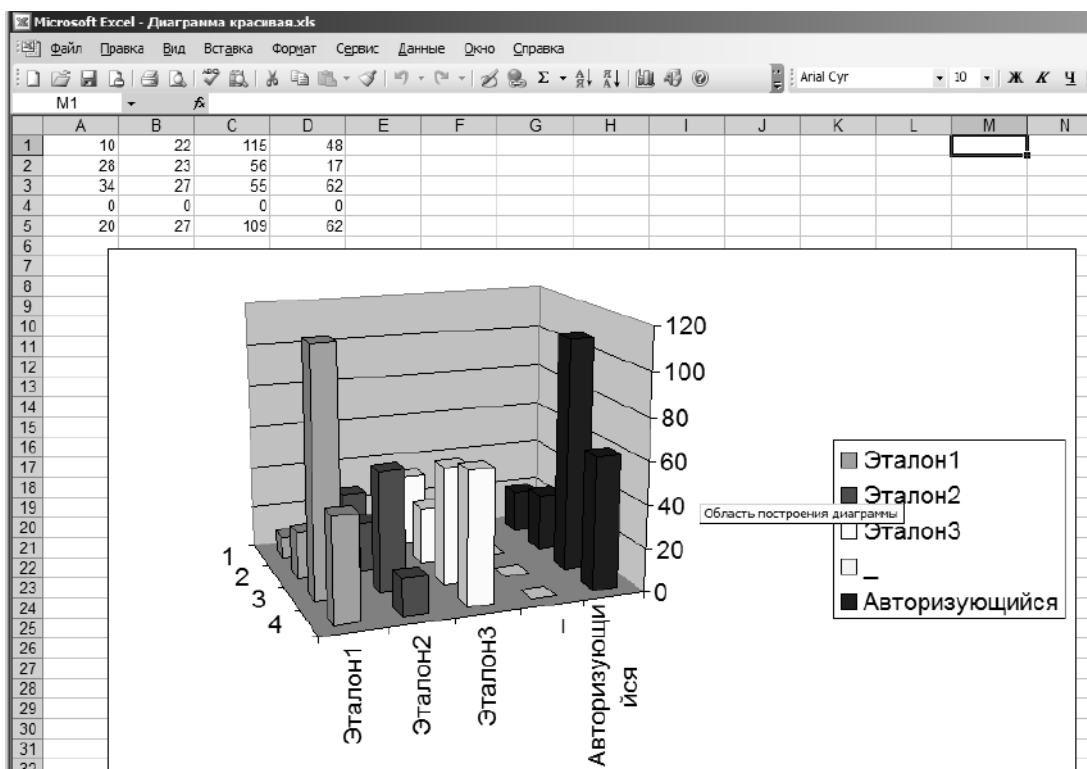 Microsoft Excel - Диаграмма красивая.xls
Файл Правка Вид Вставка Формат Сервис Данные Окно Справка
Arial Cyr 10 Ж К Ч
M1 fx
A B C D E F G H I J K L M N
1 10 22 115 48
2 28 23 56 17
3 34 27 55 62
4 0 0 0 0
5 20 27 109 62
6
7
8
9
10
11
12
13
14
15
16
17
18
19
20
21
22
23
24
25
26
27
28
29
30
31
32
120
100
80
60
40
20
0
1
2
3
4
Эталон1
Эталон2
Эталон3
_
Авторизующи
йся
Область построения диаграммы
Эталон1
Эталон2
Эталон3
_
Авторизующийся